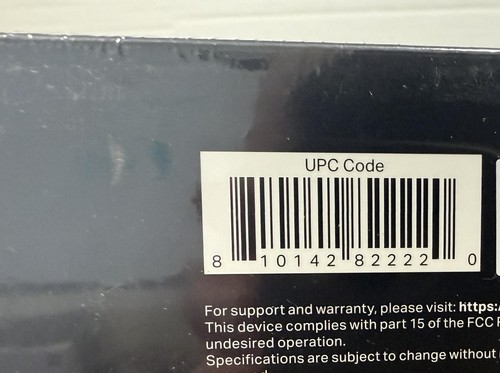 UPC Code
8 10142 82222 0
For support and warranty, please visit: https:/
This device complies with part 15 of the FCC
undesired operation.
Specifications are subject to change without